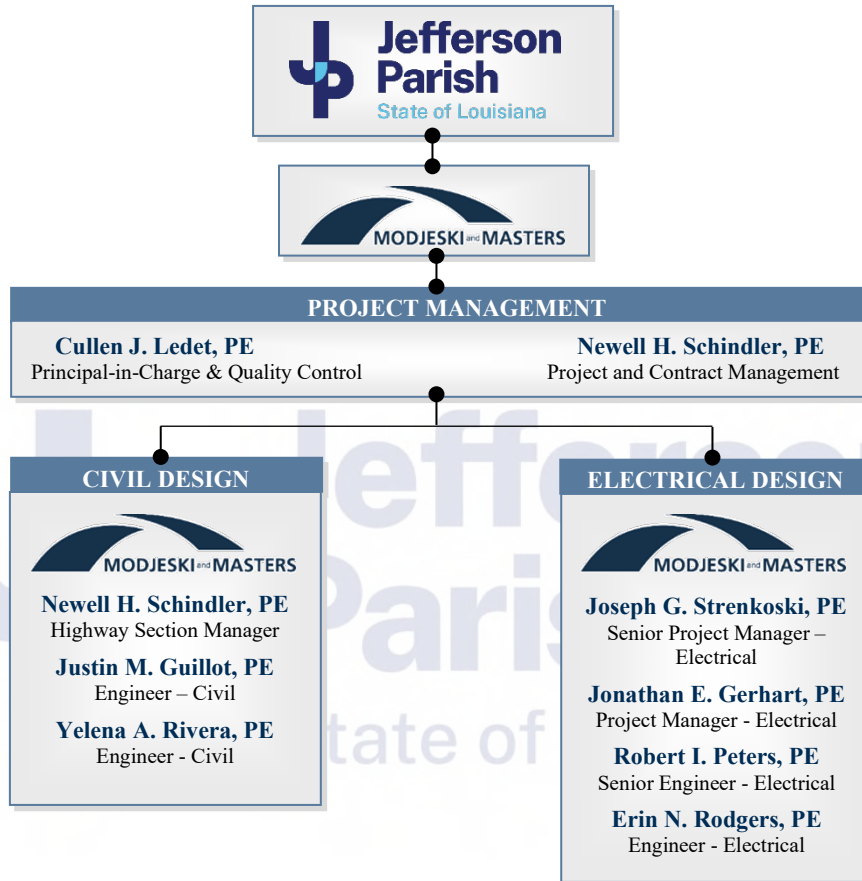 Jefferson
Parish
State of Louisiana
MODJESKI and MASTERS
PROJECT MANAGEMENT
Cullen J. Ledet, PE
Principal-in-Charge & Quality Control
Newell H. Schindler, PE
Project and Contract Management
CIVIL DESIGN
MODJESKI and MASTERS
Newell H. Schindler, PE
Highway Section Manager
Justin M. Guillot, PE
Engineer – Civil
Yelena A. Rivera, PE
Engineer - Civil
ELECTRICAL DESIGN
MODJESKI and MASTERS
Joseph G. Strenkoski, PE
Senior Project Manager –
Electrical
Jonathan E. Gerhart, PE
Project Manager - Electrical
Robert I. Peters, PE
Senior Engineer - Electrical
Erin N. Rodgers, PE
Engineer - Electrical